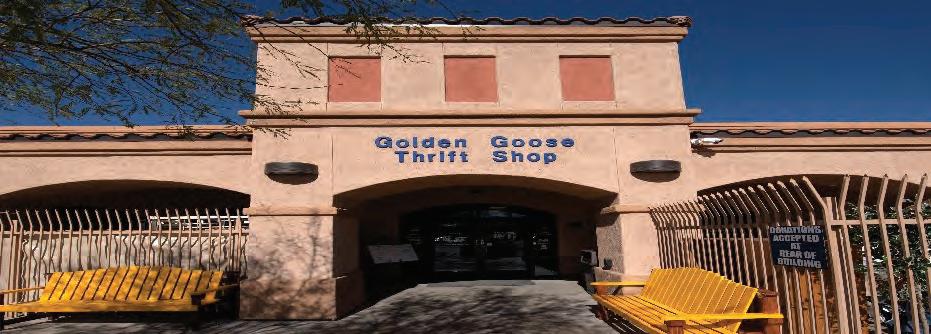 Golden Goose
Thrift Shop
DONATIONS
ACCEPTED
AT
REAR OF
BUILDING